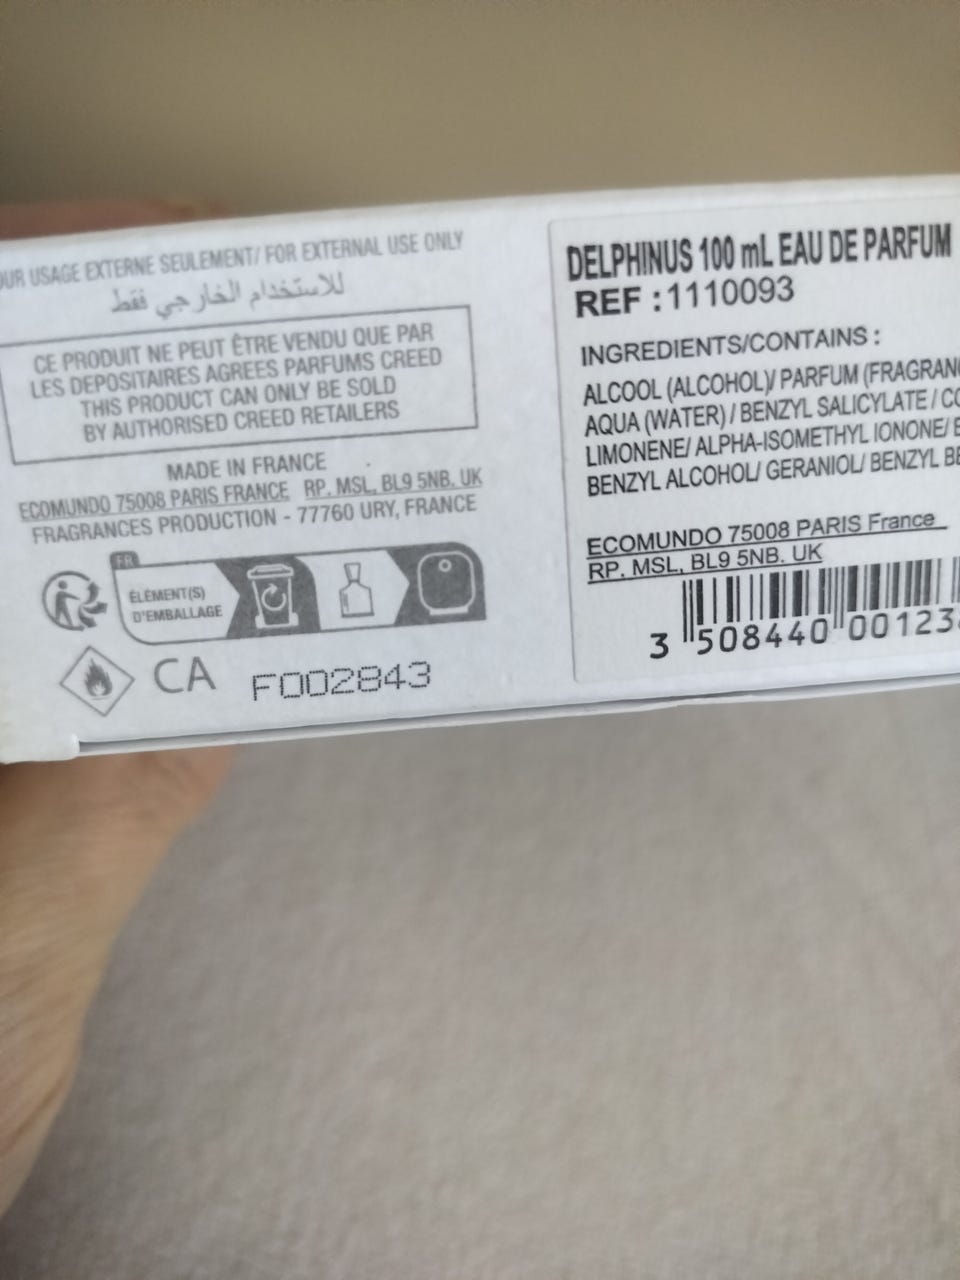 USAGE EXTERNE SEULEMENT/ FOR EXTERNAL USE ONLY
للاستخدام الخارجي فقط
CE PRODUIT NE PEUT ÊTRE VENDU QUE PAR
LES DEPOSITAIRES AGREES PARFUMS CREED
THIS PRODUCT CAN ONLY BE SOLD
BY AUTHORISED CREED RETAILERS
MADE IN FRANCE
ECOMUNDO 75008 PARIS FRANCE RP. MSL, BL9 5NB. UK
FRAGRANCES PRODUCTION - 77760 URY, FRANCE
FR
ÉLÉMENT(S)
D'EMBALLAGE
CA F002843
DELPHINUS 100 mL EAU DE PARFUM
REF : 1110093
INGREDIENTS/CONTAINS :
ALCOOL (ALCOHOL)/ PARFUM (FRAGRAN
AQUA (WATER) / BENZYL SALICYLATE /
LIMONENE/ ALPHA-ISOMETHYL IONONE/
BENZYL ALCOHOL/ GERANIOL/ BENZYL
ECOMUNDO 75008 PARIS France
RP. MSL, BL9 5NB. UK
3 508440 00123